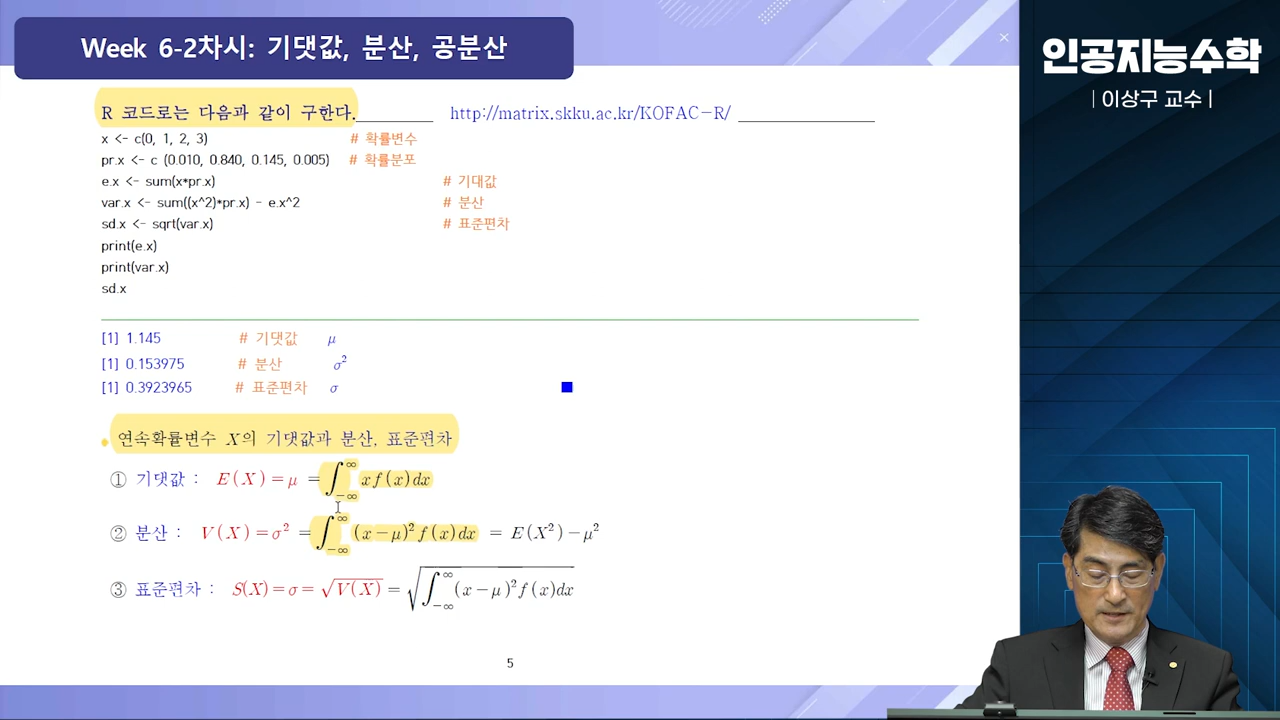 Week 6-2차시: 기댓값, 분산, 공분산
인공지능수학
| 이상구 교수 |
R 코드로는 다음과 같이 구한다.________ http://matrix.skku.ac.kr/KOFAC-R/ ______________
x <- c(0, 1, 2, 3) # 확률변수
pr.x <- c (0.010, 0.840, 0.145, 0.005) # 확률분포
e.x <- sum(x*pr.x) # 기대값
var.x <- sum((x^2)*pr.x) - e.x^2 # 분산
sd.x <- sqrt(var.x) # 표준편차
print(e.x)
print(var.x)
sd.x
[1] 1.145 # 기댓값 μ
[1] 0.153975 # 분산 σ²
[1] 0.3923965 # 표준편차 σ
연속확률변수 X의 기댓값과 분산, 표준편차
① 기댓값 : E(X)=μ =∫_{-∞}^{∞} xf(x)dx
② 분산 : V(X)=σ² =∫_{-∞}^{∞} (x-μ)² f(x)dx = E(X²)-μ²
③ 표준편차 : S(X)=σ=√V(X) = √∫_{-∞}^{∞} (x-μ)² f(x)dx
5